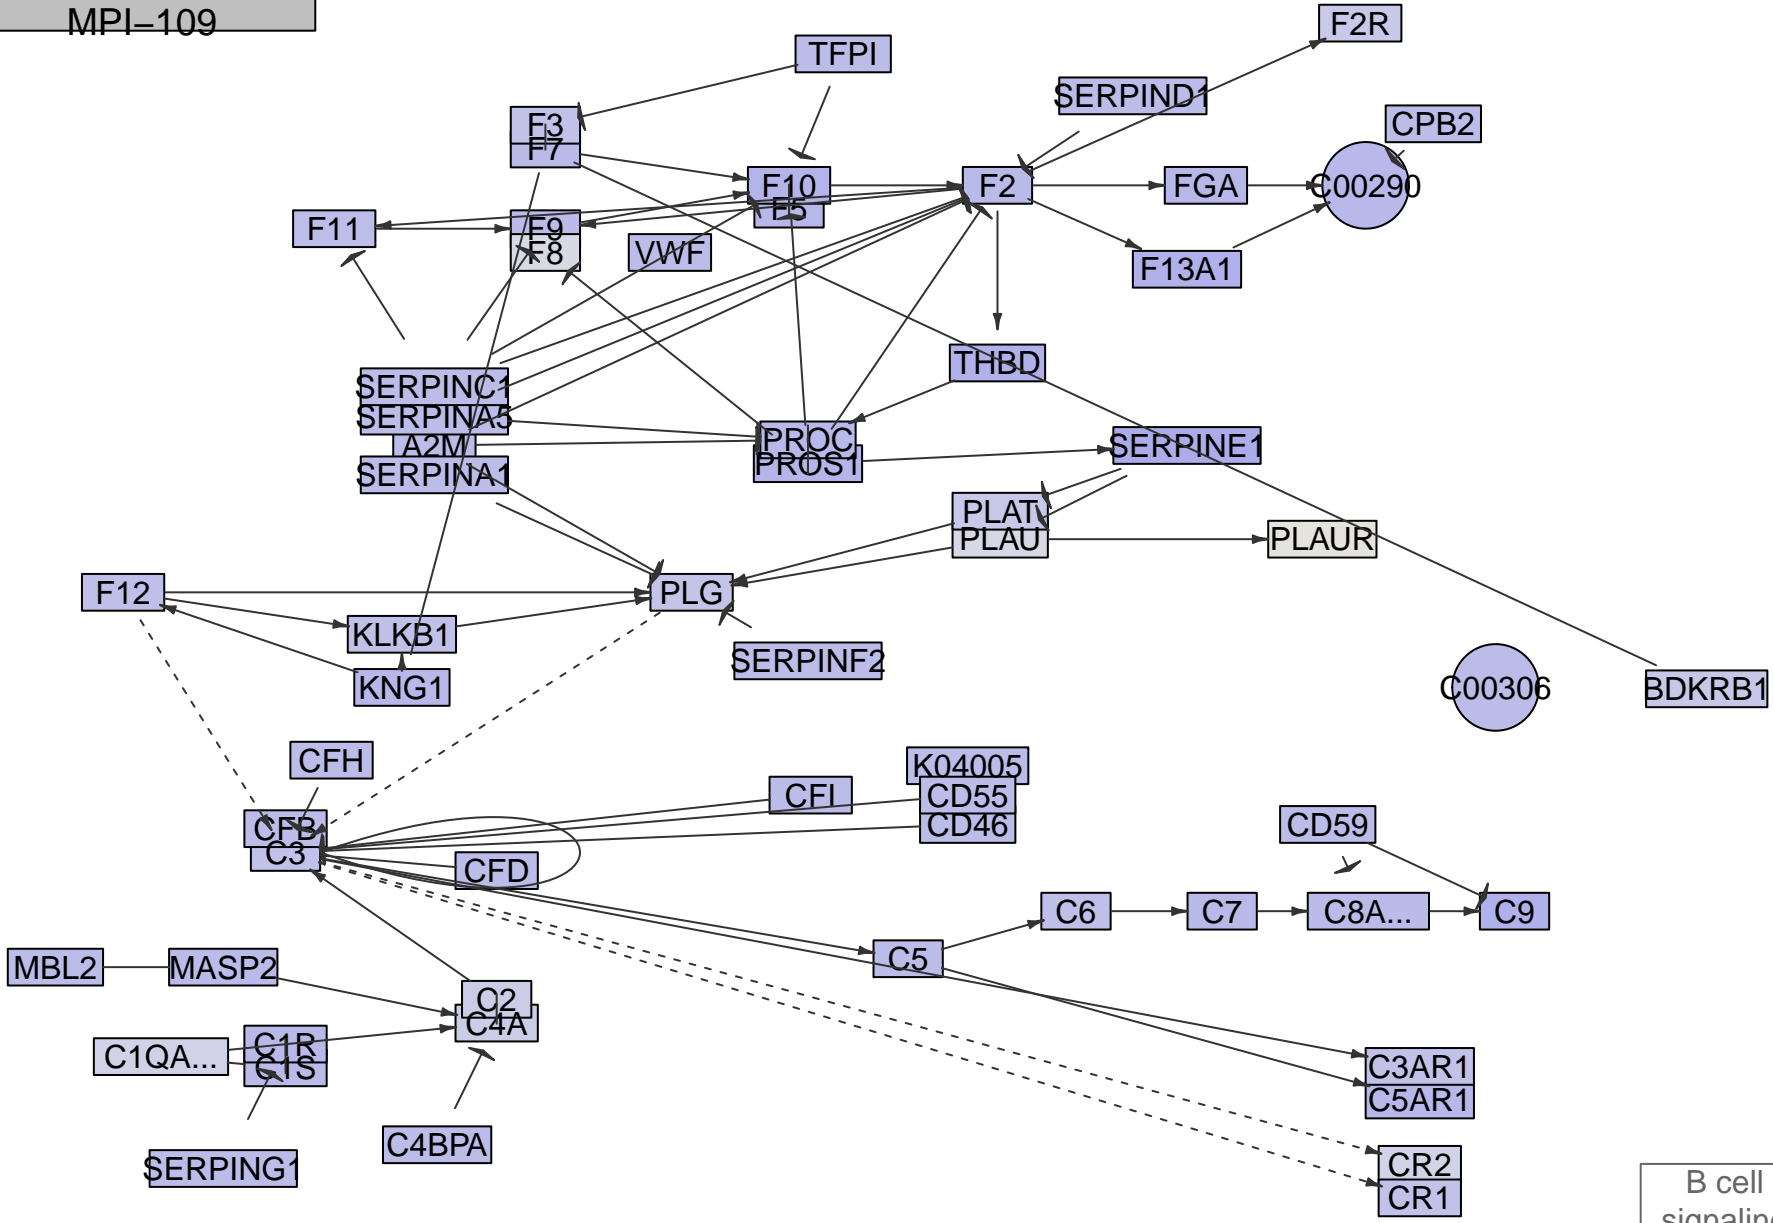 MPI–109
F2R
TFPI
SERPIND1
CPB2
F3
F7
F10
F5
F2
FGA
C00290
F11
F9
F8
VWF
F13A1
THBD
SERPINC1
SERPINA5
A2M
SERPINA1
PROC
PROS1
SERPINE1
PLAT
PLAU
PLAUR
F12
PLG
KLKB1
KNG1
SERPINF2
C00306
BDKRB1
CFH
CFI
K04005
CD55
CD46
CFB
C3
CFD
CD59
C6
C7
C8A...
C9
C5
MBL2
MASP2
C2
C4A
C1QA...
C1R
C1S
C3AR1
C5AR1
C4BPA
SERPING1
CR2
CR1
B cell
signaling